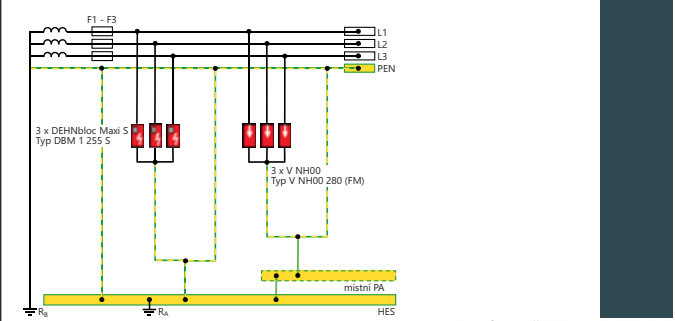 F1 - F3
L1
L2
L3
PEN
3 x DEHNbloc Maxi S
Typ DBM 1 255 S
3 x V NH00
Typ V NH00 280 (FM)
místní PA
RB
RA
HES